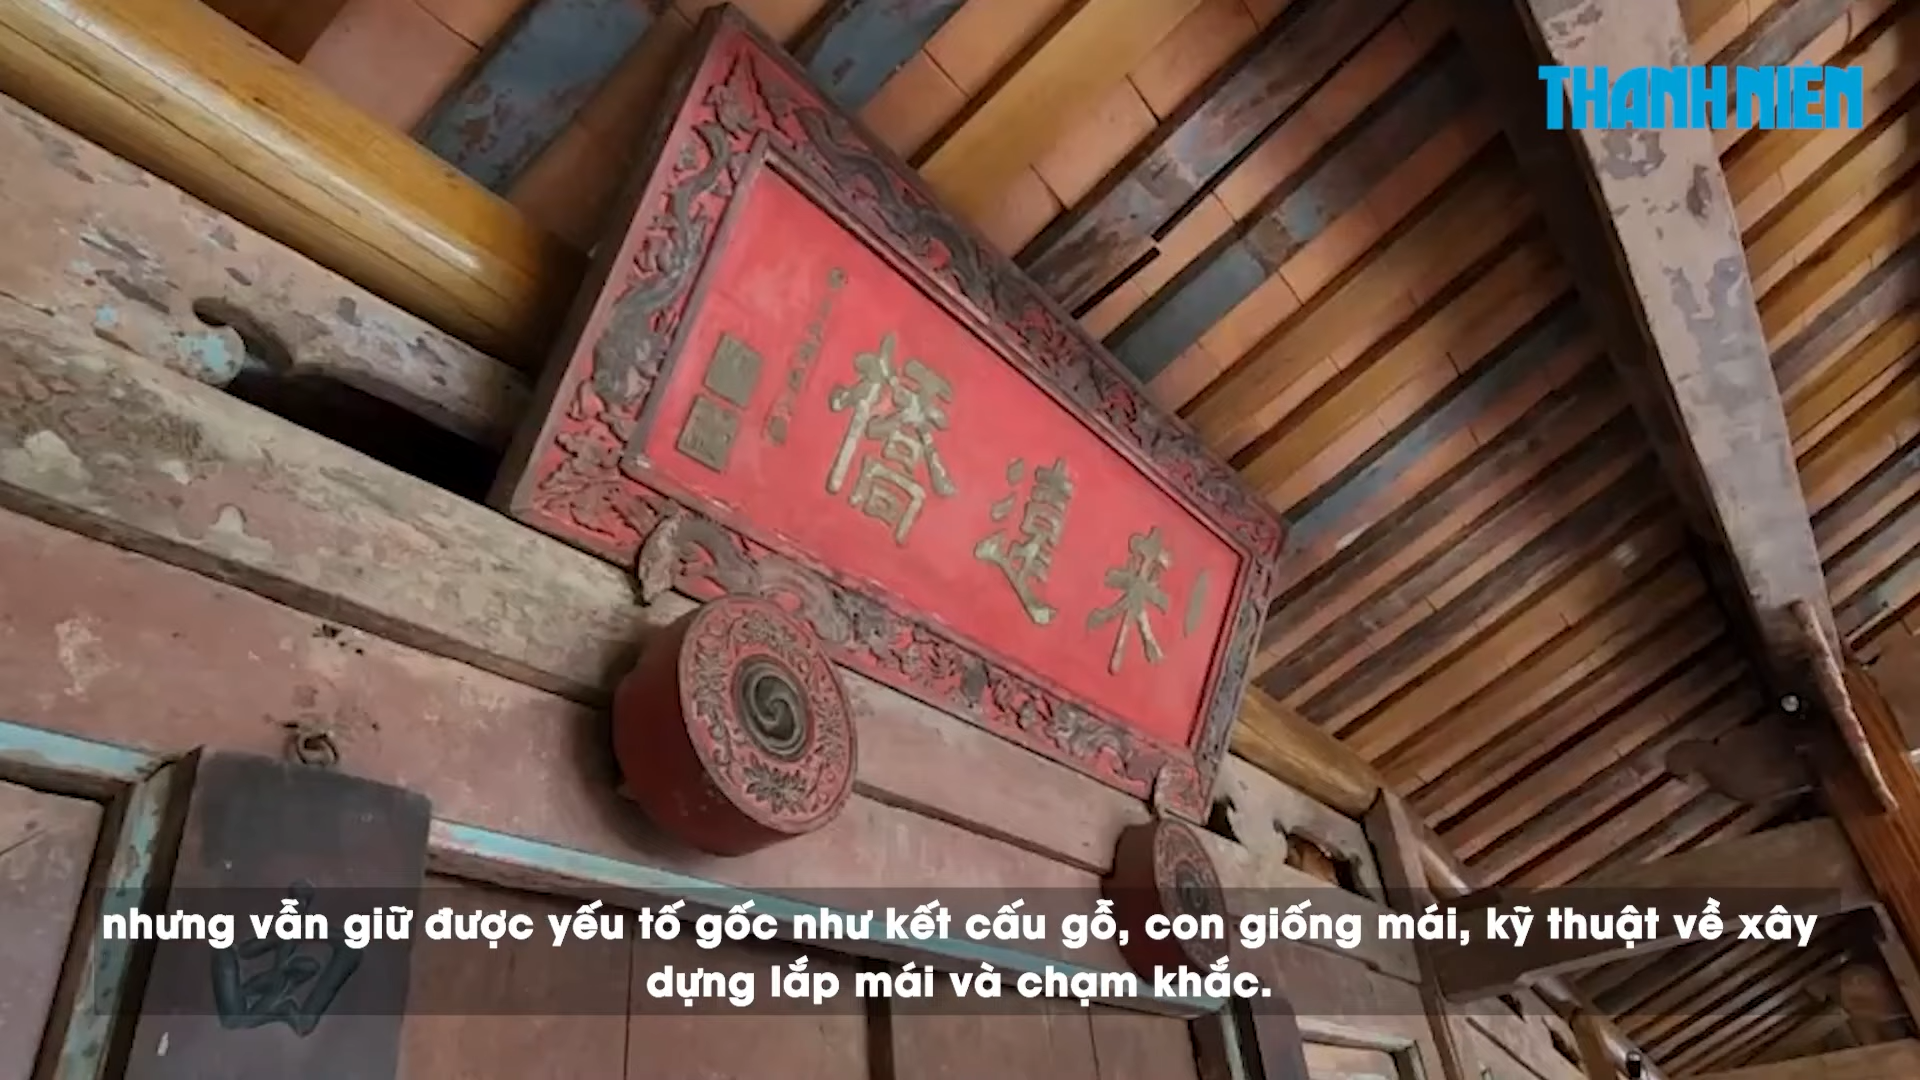 THANH NIÊN
來遠橋
nhưng vẫn giữ được yếu tố gốc như kết cấu gỗ, con giống mái, kỹ thuật về xây
dựng lắp mái và chạm khắc.